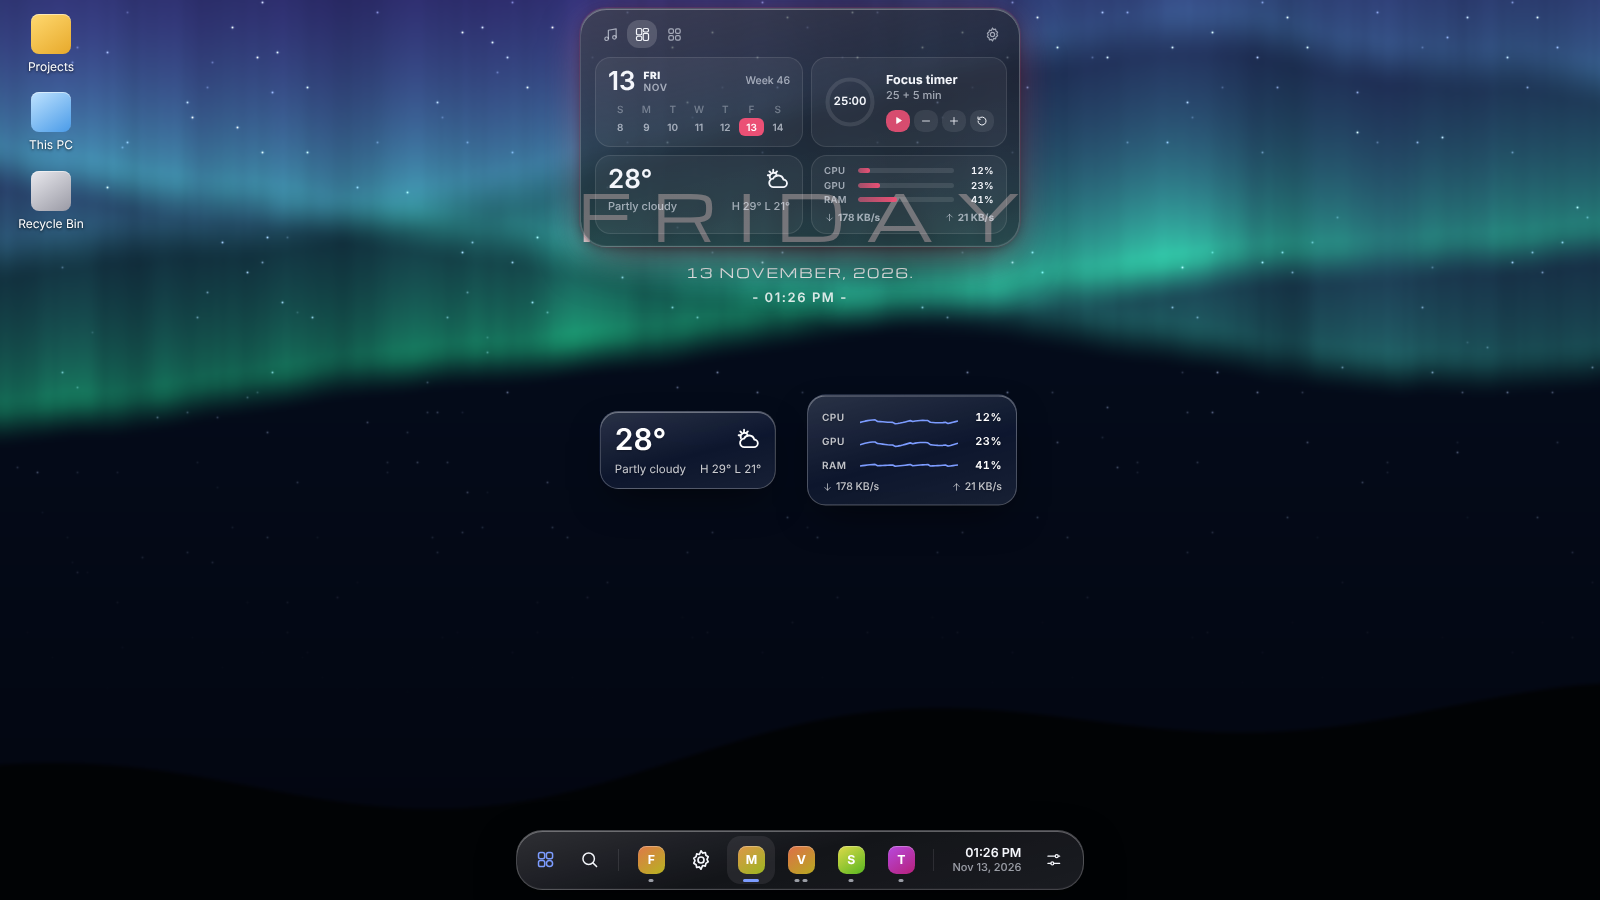 Projects
This PC
Recycle Bin
13 FRI NOV Week 46
S M T W T F S
8 9 10 11 12 13 14
25:00
Focus timer
25 + 5 min
28°
Partly cloudy H 29° L 21°
CPU 12%
GPU 23%
RAM 41%
↓ 178 KB/s ↑ 21 KB/s
FRIDAY
13 NOVEMBER, 2026.
- 01:26 PM -
28°
Partly cloudy H 29° L 21°
CPU 12%
GPU 23%
RAM 41%
↓ 178 KB/s ↑ 21 KB/s
F M V S T
01:26 PM
Nov 13, 2026